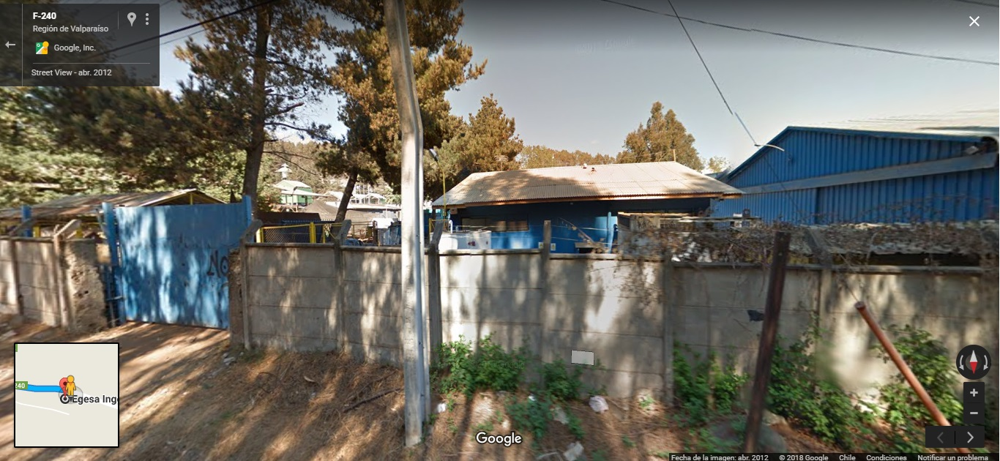 F-240
Región de Valparaíso
Google, Inc.
Street View - abr. 2012
NO
240
Egesa Inge
Google
Fecha de la imagen: abr. 2012 © 2018 Google Chile Condiciones Notificar un problema